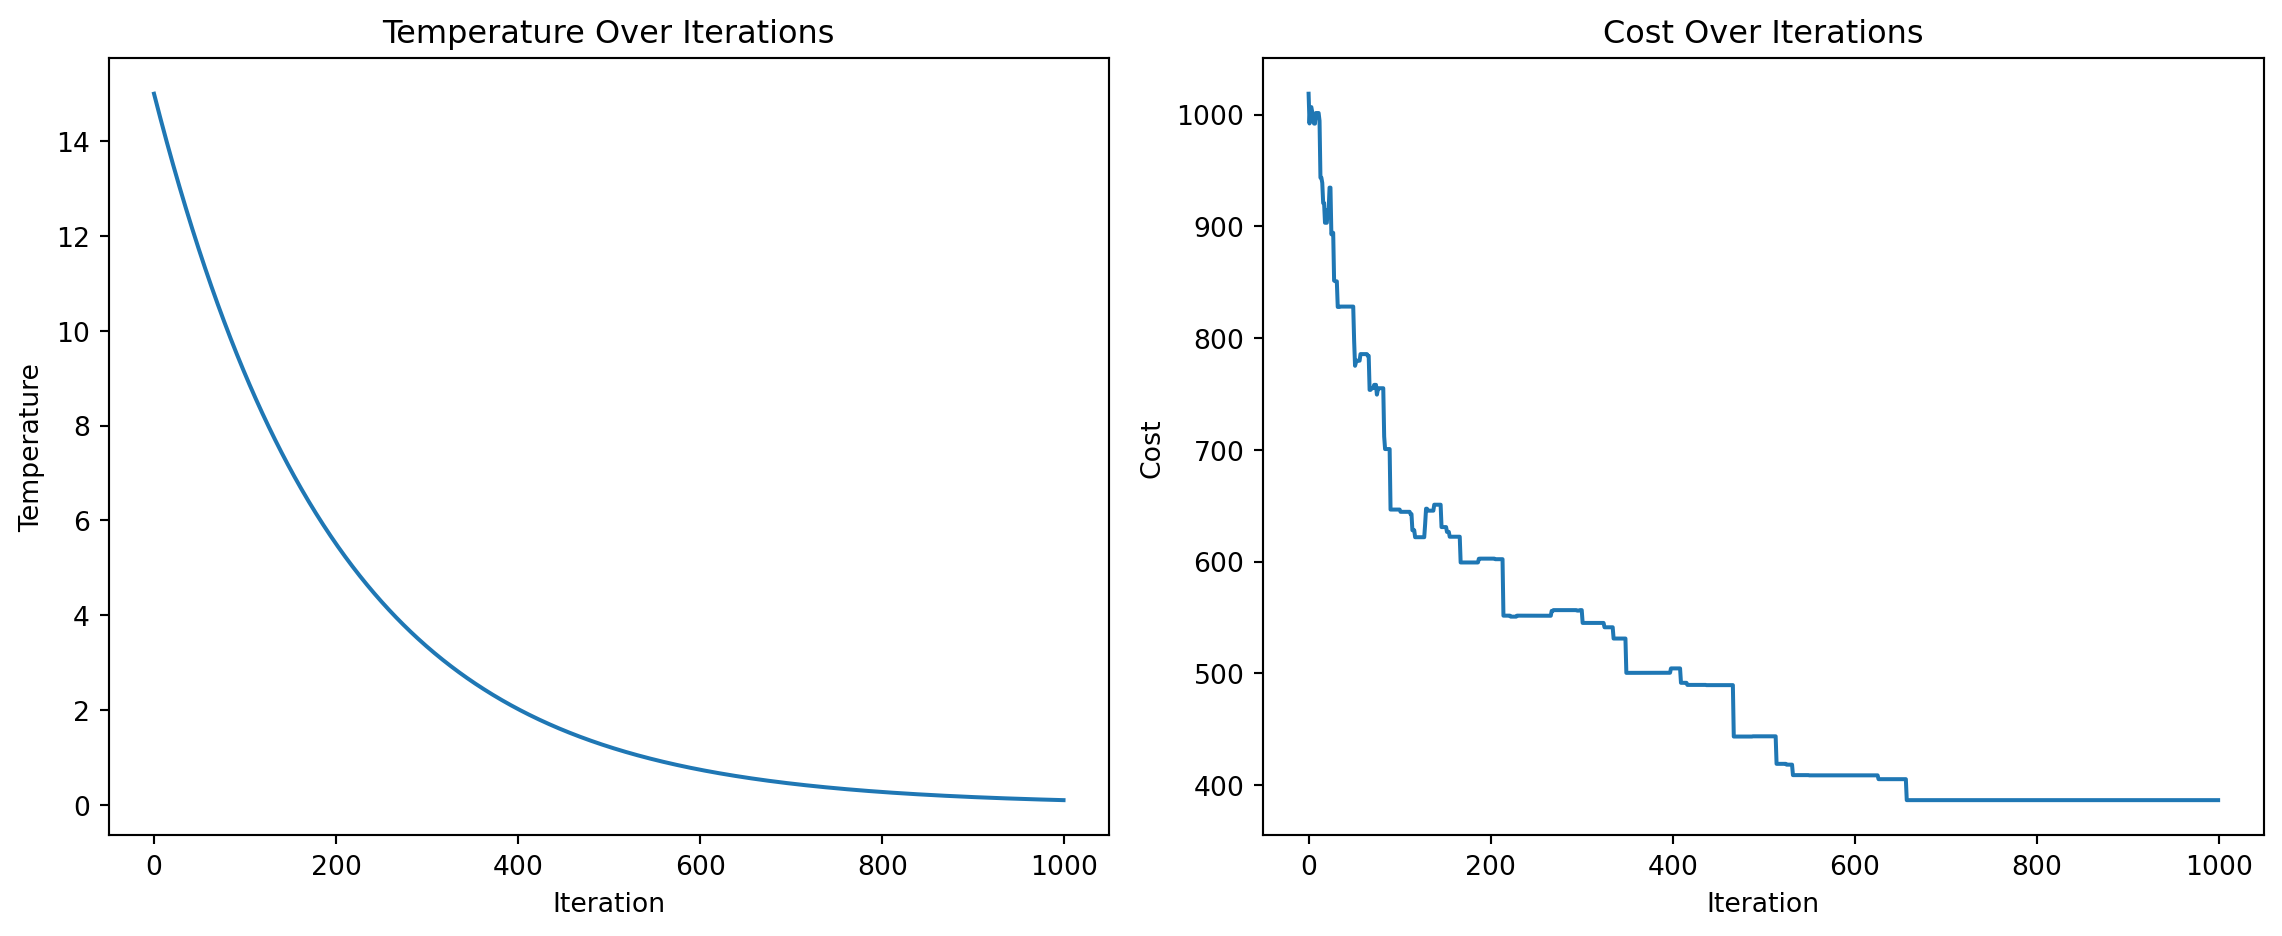 Temperature Over Iterations
Temperature
14
12
10
8
6
4
2
0
0 200 400 600 800 1000
Iteration
Cost Over Iterations
Cost
1000
900
800
700
600
500
400
0 200 400 600 800 1000
Iteration